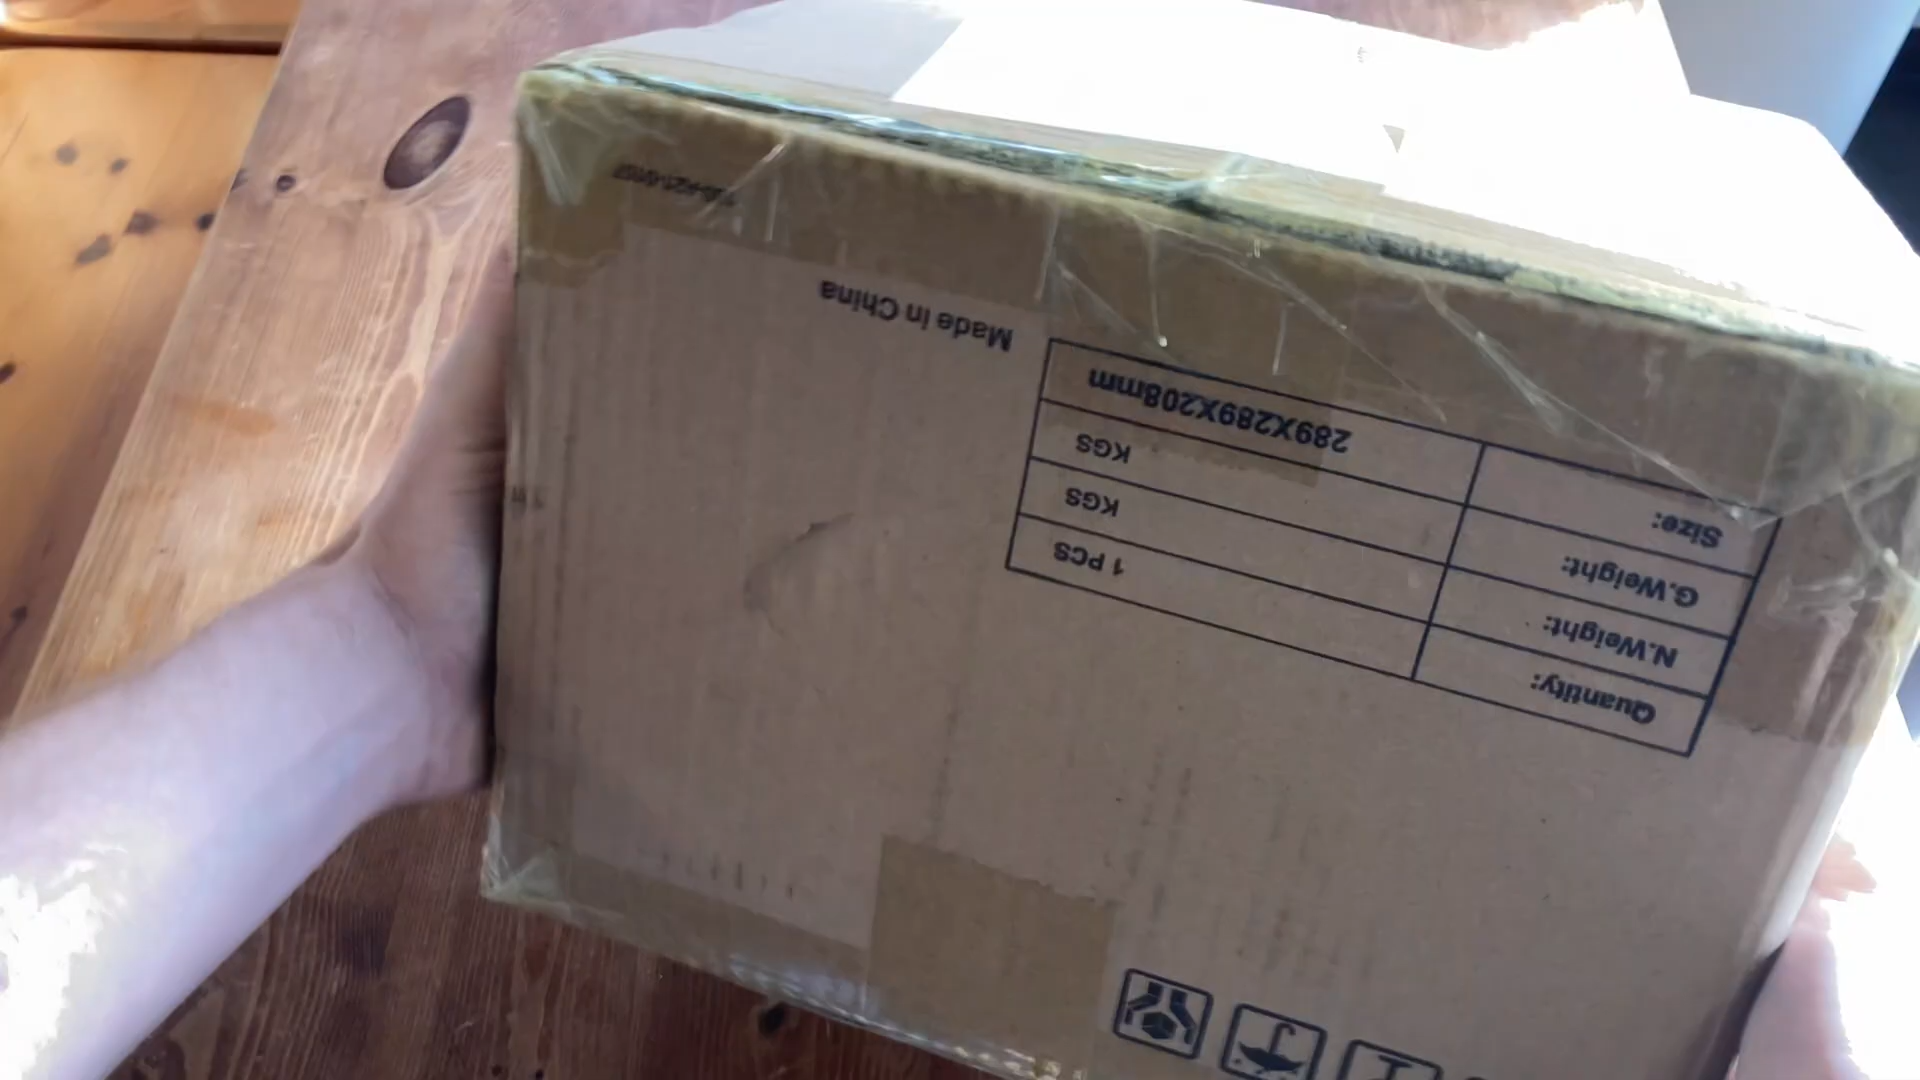 Quantity: 1 PCS
N.Weight: KGS
G.Weight: KGS
Size: 289X289X208mm
Made in China